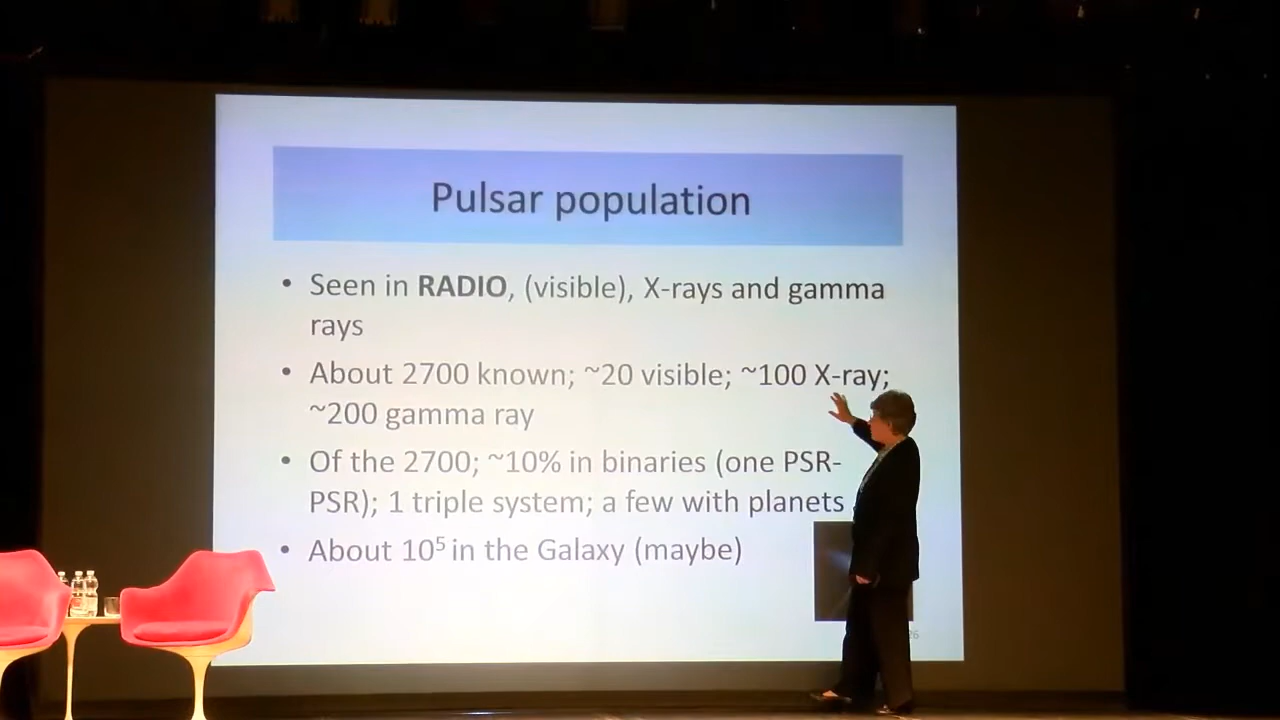 Pulsar population
• Seen in RADIO, (visible), X-rays and gamma
rays
• About 2700 known; ~20 visible; ~100 X-ray;
~200 gamma ray
• Of the 2700; ~10% in binaries (one PSR-
PSR); 1 triple system; a few with planets
• About 10⁵ in the Galaxy (maybe)
26